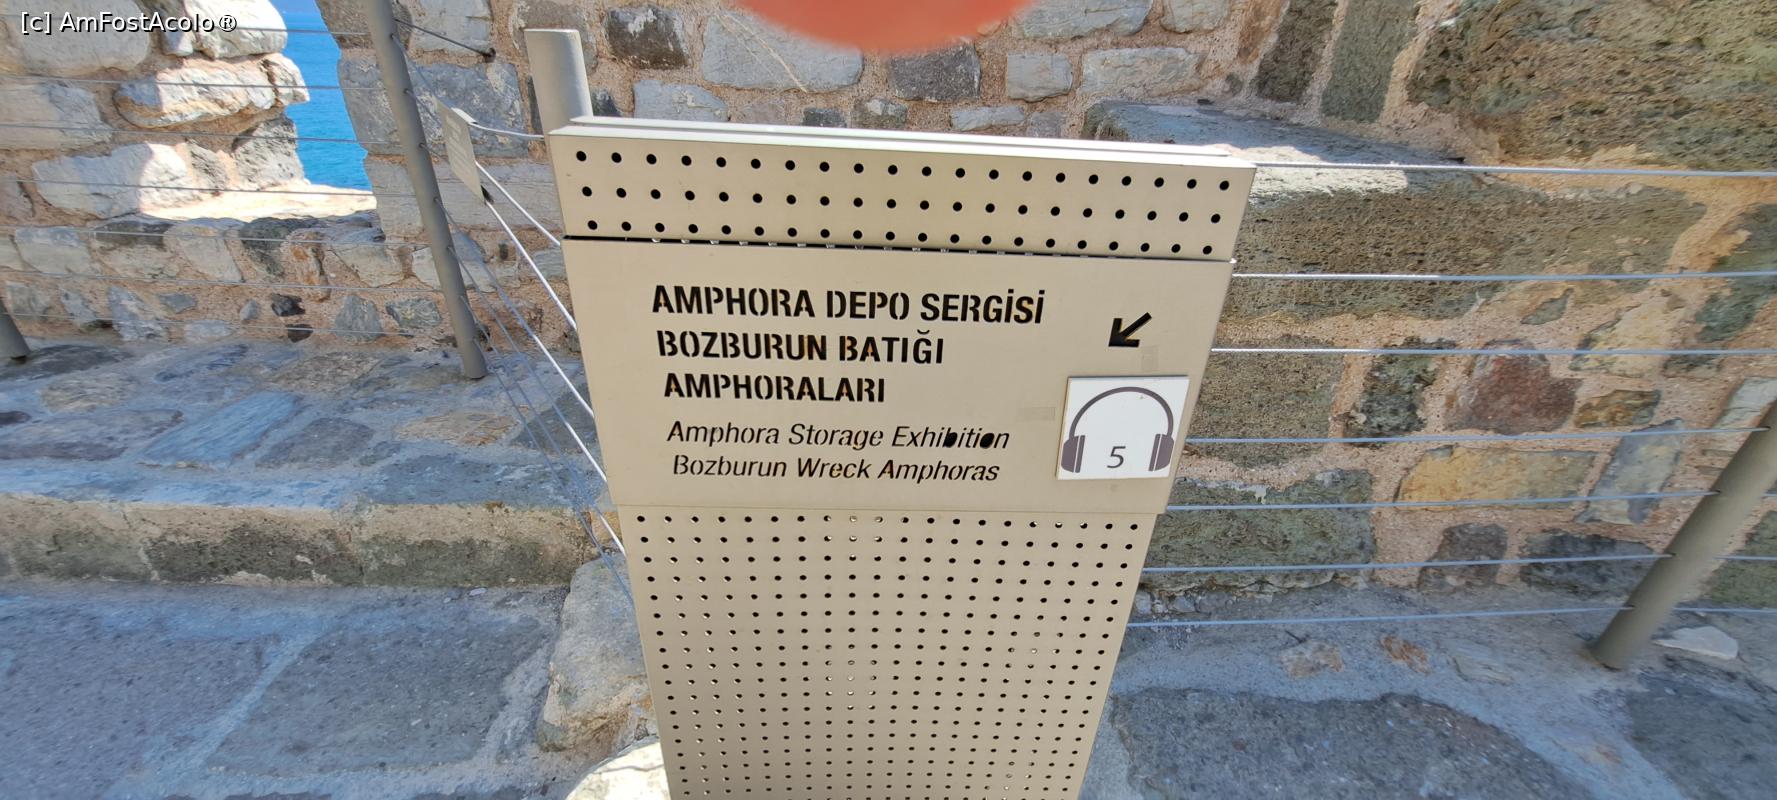 [c] AmFostAcolo®
AMPHORA DEPO SERGİSİ
BOZBURUN BATIĞI
AMPHORALARI
Amphora Storage Exhibition
Bozburun Wreck Amphoras
5